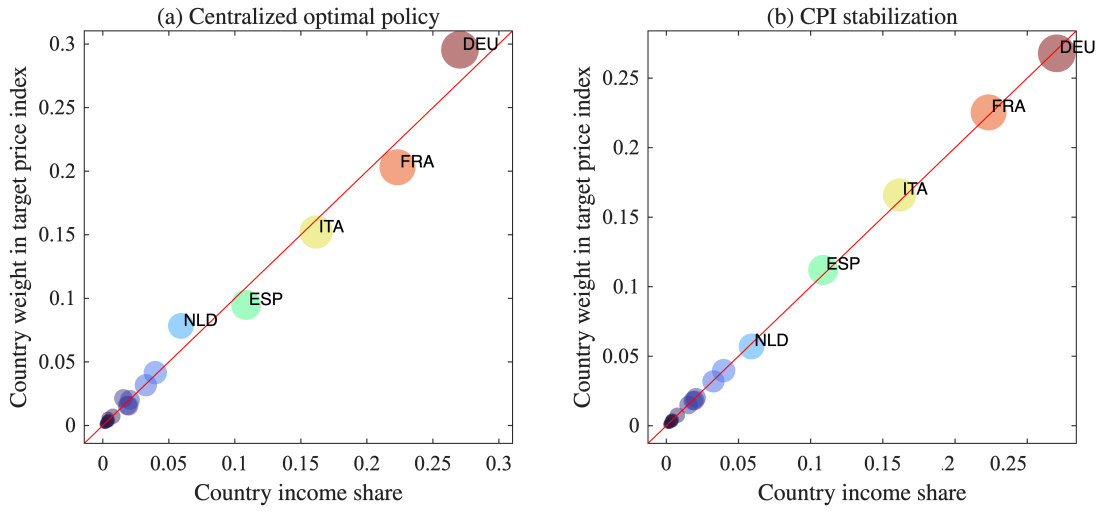 (a) Centralized optimal policy
Country weight in target price index
0.3
0.25
0.2
0.15
0.1
0.05
0
DEU
FRA
ITA
ESP
NLD
0 0.05 0.1 0.15 0.2 0.25 0.3
Country income share
(b) CPI stabilization
Country weight in target price index
0.25
0.2
0.15
0.1
0.05
0
DEU
FRA
ITA
ESP
NLD
0 0.05 0.1 0.15 .2 0.25
Country income share